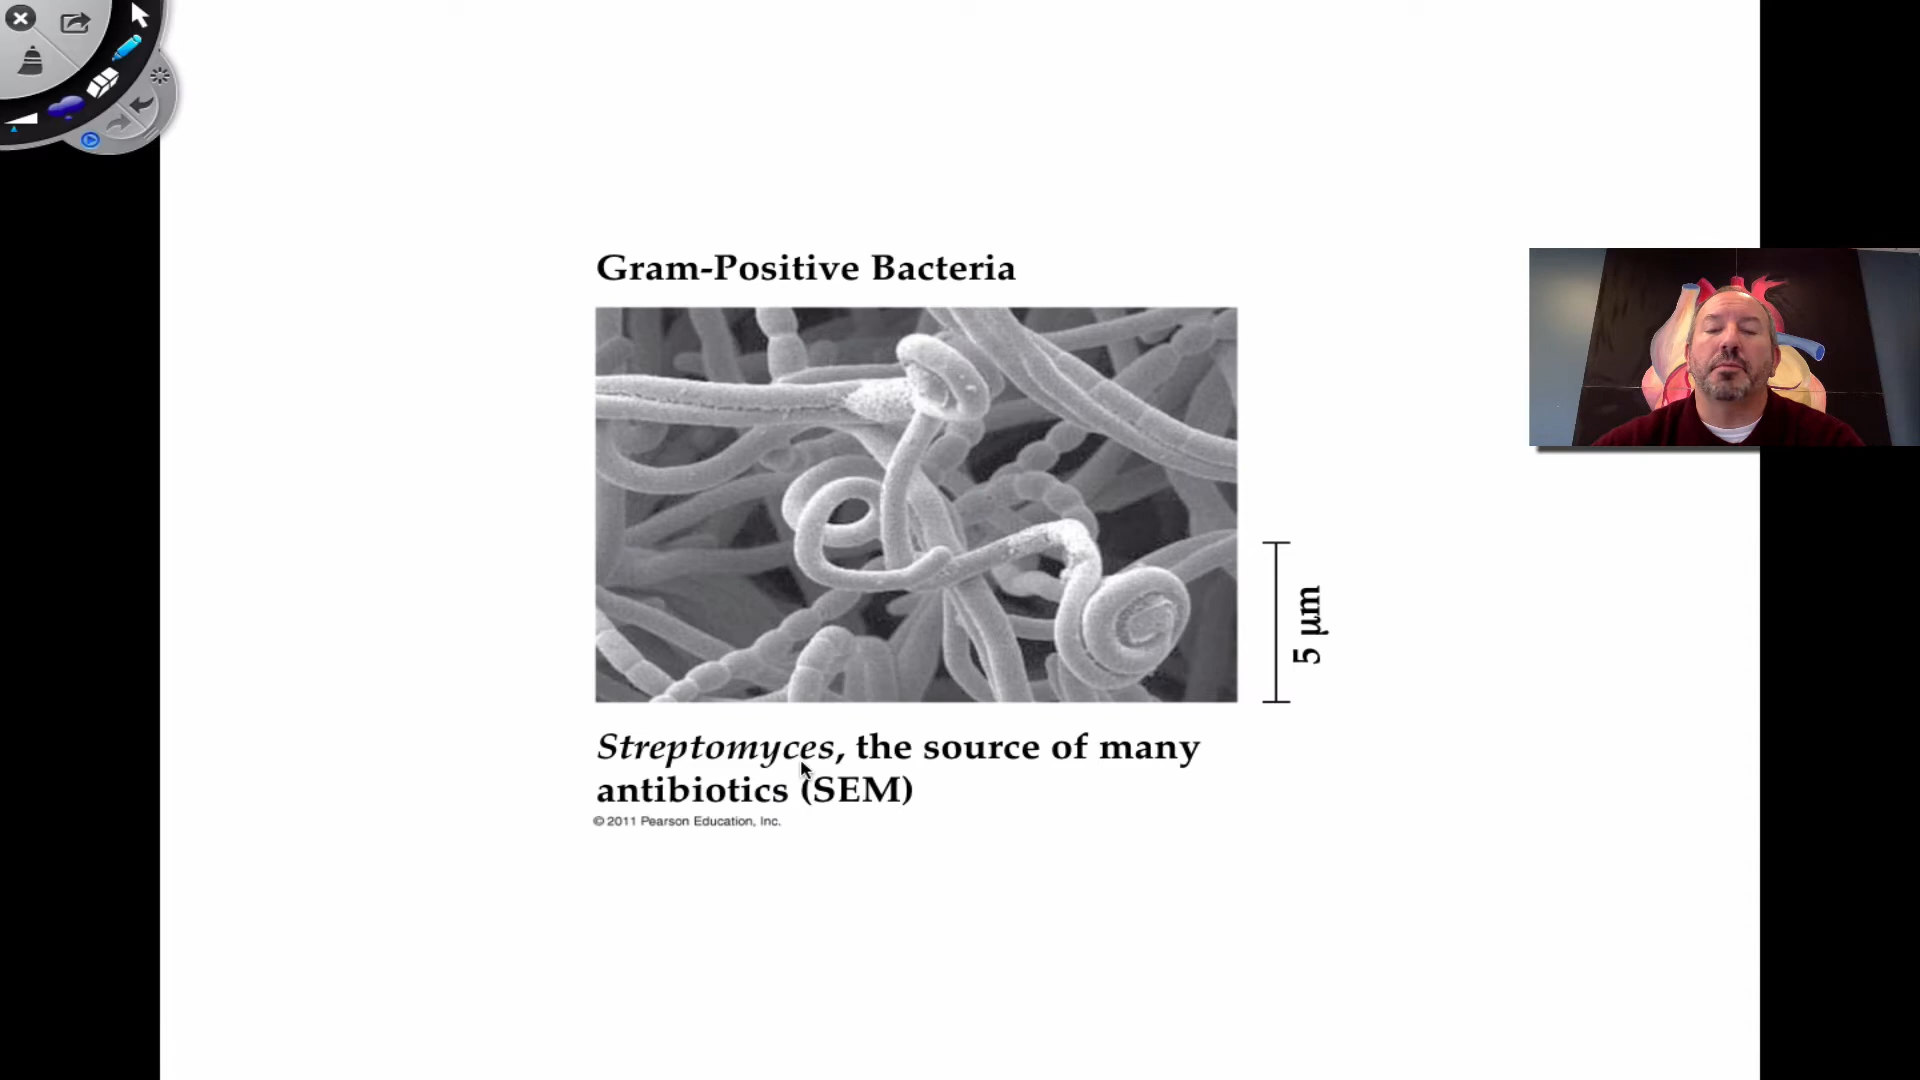 Gram-Positive Bacteria
5 µm
Streptomyces, the source of many
antibiotics (SEM)
© 2011 Pearson Education, Inc.